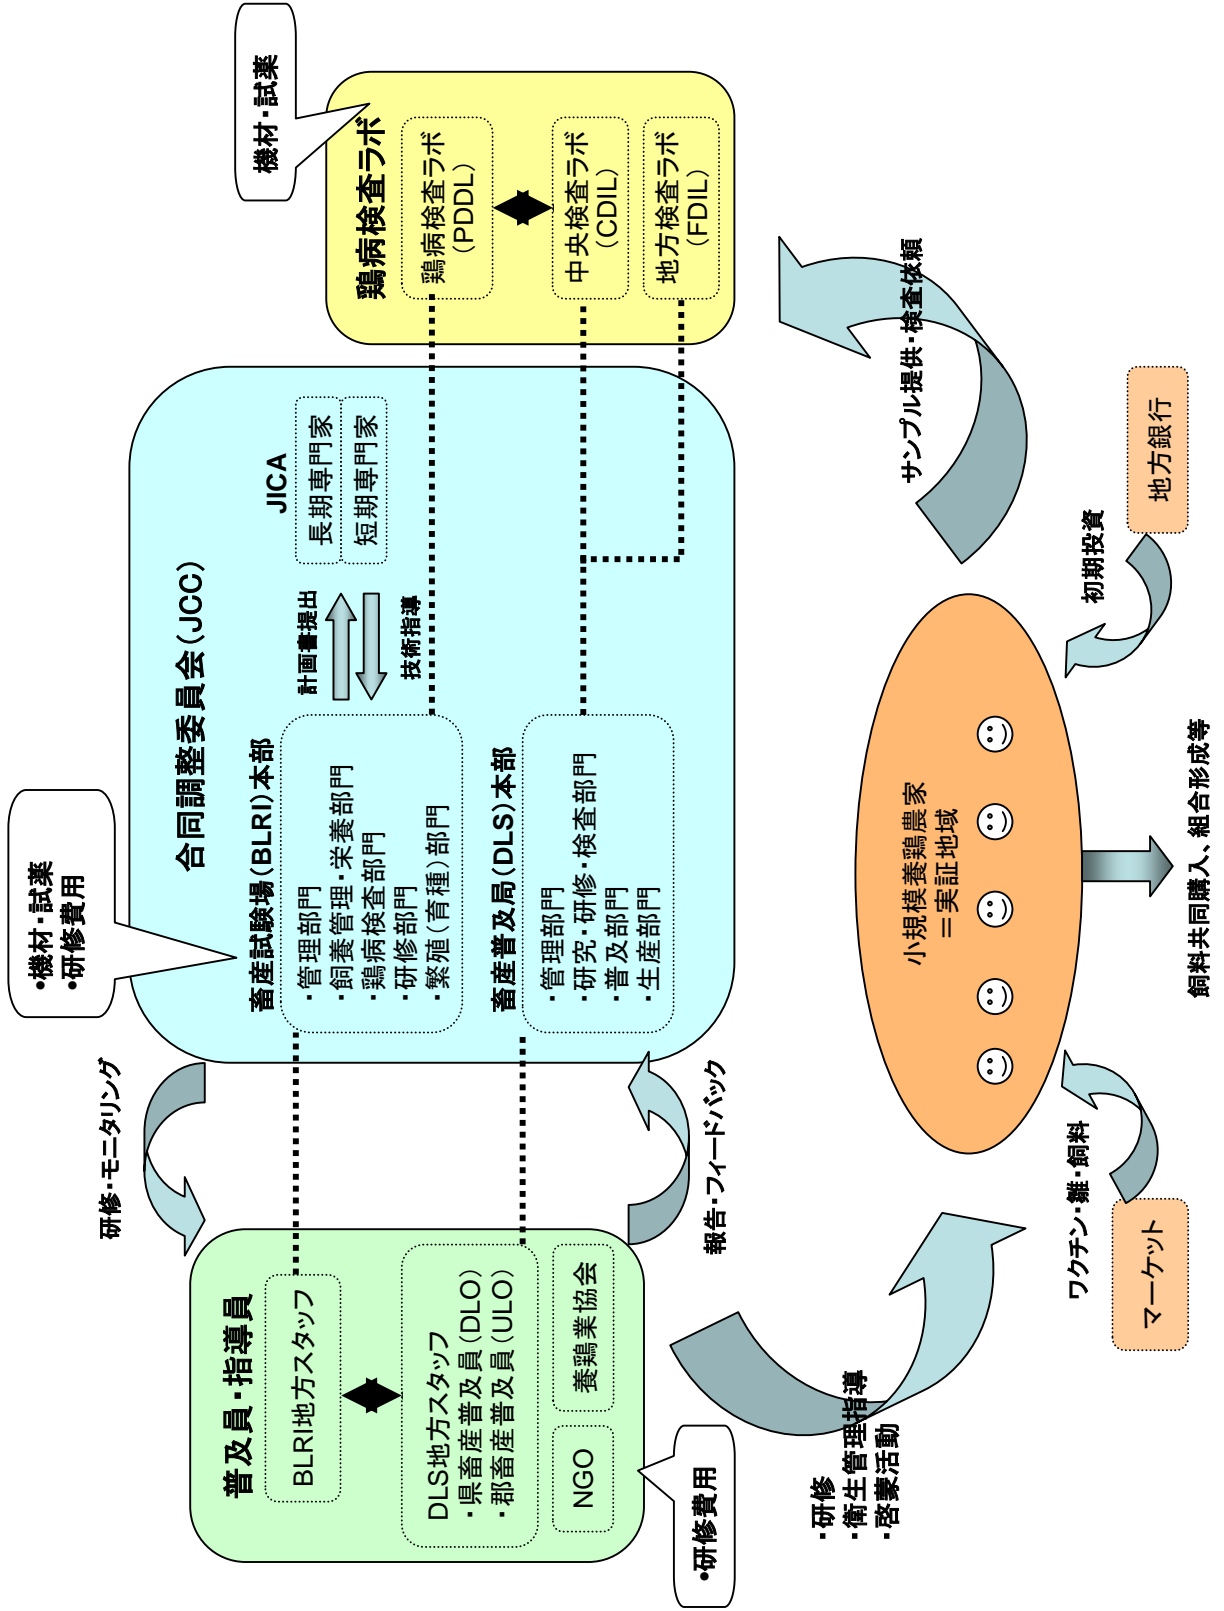 •機材・試薬
•研修費用
機材・試薬
合同調整委員会(JCC)
畜産試験場(BLRI)本部
・管理部門
・飼養管理・栄養部門
・鶏病検査部門
・研修部門
・繁殖(育種)部門
計画書提出
技術指導
JICA
長期専門家
短期専門家
畜産普及局(DLS)本部
・管理部門
・研究・研修・検査部門
・普及部門
・生産部門
鶏病検査ラボ
鶏病検査ラボ
(PDDL)
中央検査ラボ
(CDIL)
地方検査ラボ
(FDIL)
研修・モニタリング
報告・フィードバック
普及員・指導員
BLRI地方スタッフ
DLS地方スタッフ
・県畜産普及員(DLO)
・郡畜産普及員(ULO)
NGO
養鶏業協会
•研修費用
・研修
・衛生管理指導
・啓蒙活動
サンプル提供・検査依頼
小規模養鶏農家
=実証地域
ワクチン・雛・飼料
マーケット
初期投資
地方銀行
飼料共同購入、組合形成等